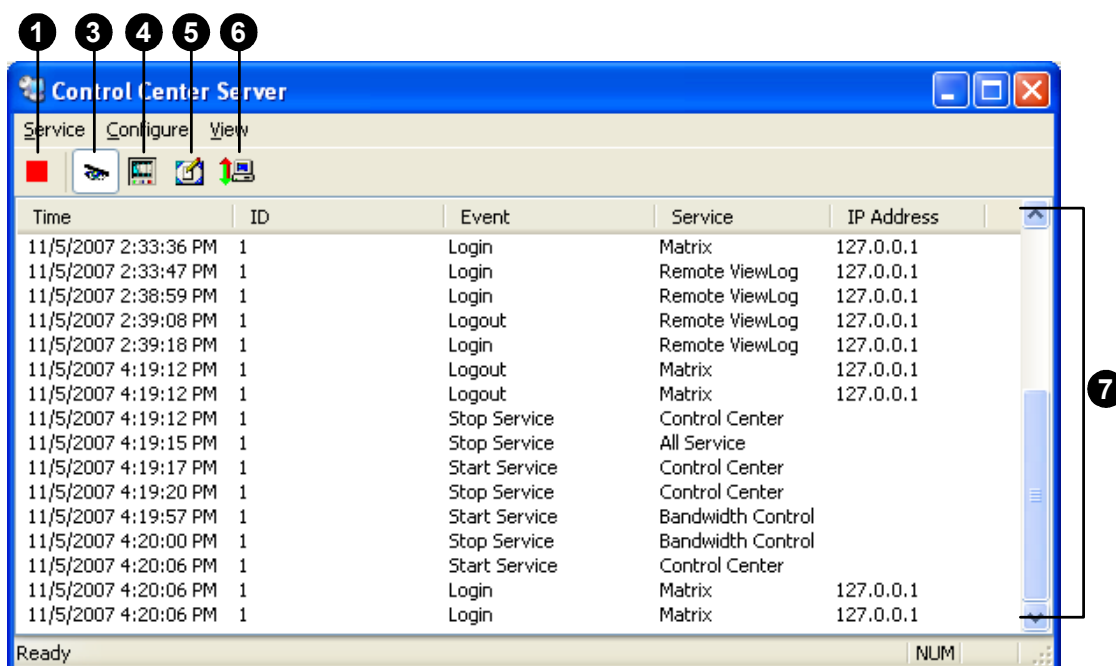 1 3 4 5 6
Control Center Server
Service Configure View
Time ID Event Service IP Address
11/5/2007 2:33:36 PM 1 Login Matrix 127.0.0.1
11/5/2007 2:33:47 PM 1 Login Remote ViewLog 127.0.0.1
11/5/2007 2:38:59 PM 1 Login Remote ViewLog 127.0.0.1
11/5/2007 2:39:08 PM 1 Logout Remote ViewLog 127.0.0.1
11/5/2007 2:39:18 PM 1 Login Remote ViewLog 127.0.0.1
11/5/2007 4:19:12 PM 1 Logout Matrix 127.0.0.1
11/5/2007 4:19:12 PM 1 Logout Matrix 127.0.0.1
11/5/2007 4:19:12 PM 1 Stop Service Control Center
11/5/2007 4:19:15 PM 1 Stop Service All Service
11/5/2007 4:19:17 PM 1 Start Service Control Center
11/5/2007 4:19:20 PM 1 Stop Service Control Center
11/5/2007 4:19:57 PM 1 Start Service Bandwidth Control
11/5/2007 4:20:00 PM 1 Stop Service Bandwidth Control
11/5/2007 4:20:06 PM 1 Start Service Control Center
11/5/2007 4:20:06 PM 1 Login Matrix 127.0.0.1
11/5/2007 4:20:06 PM 1 Login Matrix 127.0.0.1
7
Ready NUM